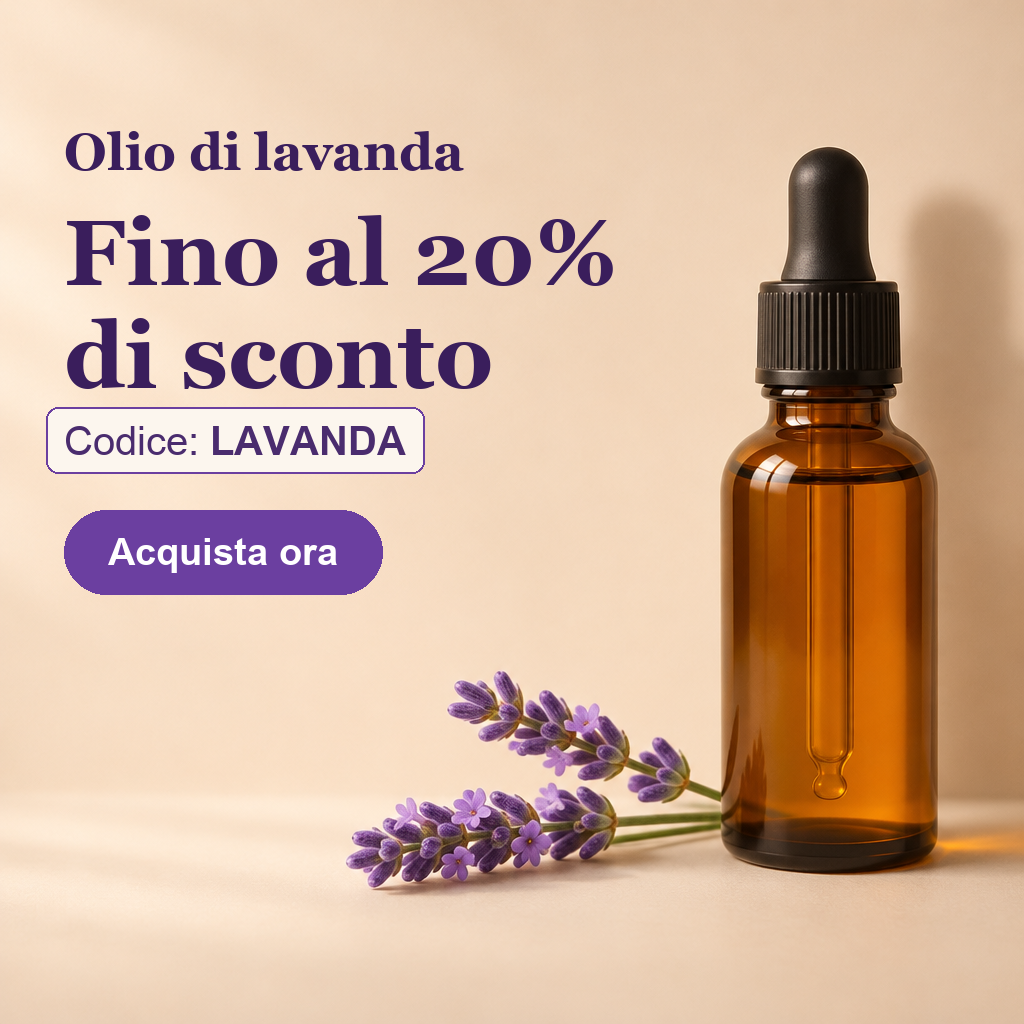 Olio di lavanda
Fino al 20%
di sconto
Codice: LAVANDA
Acquista ora